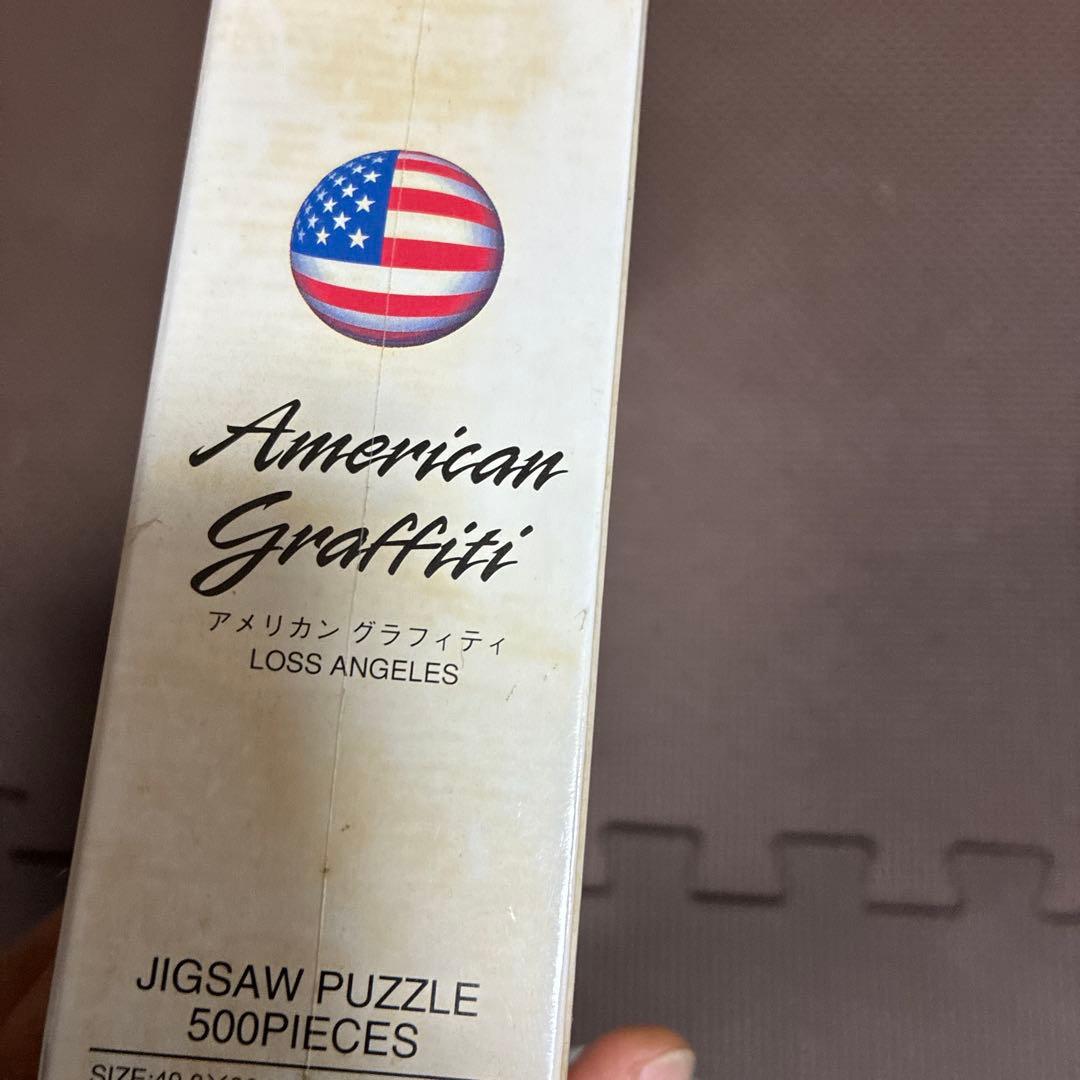 American
Graffiti
アメリカン グラフィティ
LOSS ANGELES
JIGSAW PUZZLE
500PIECES